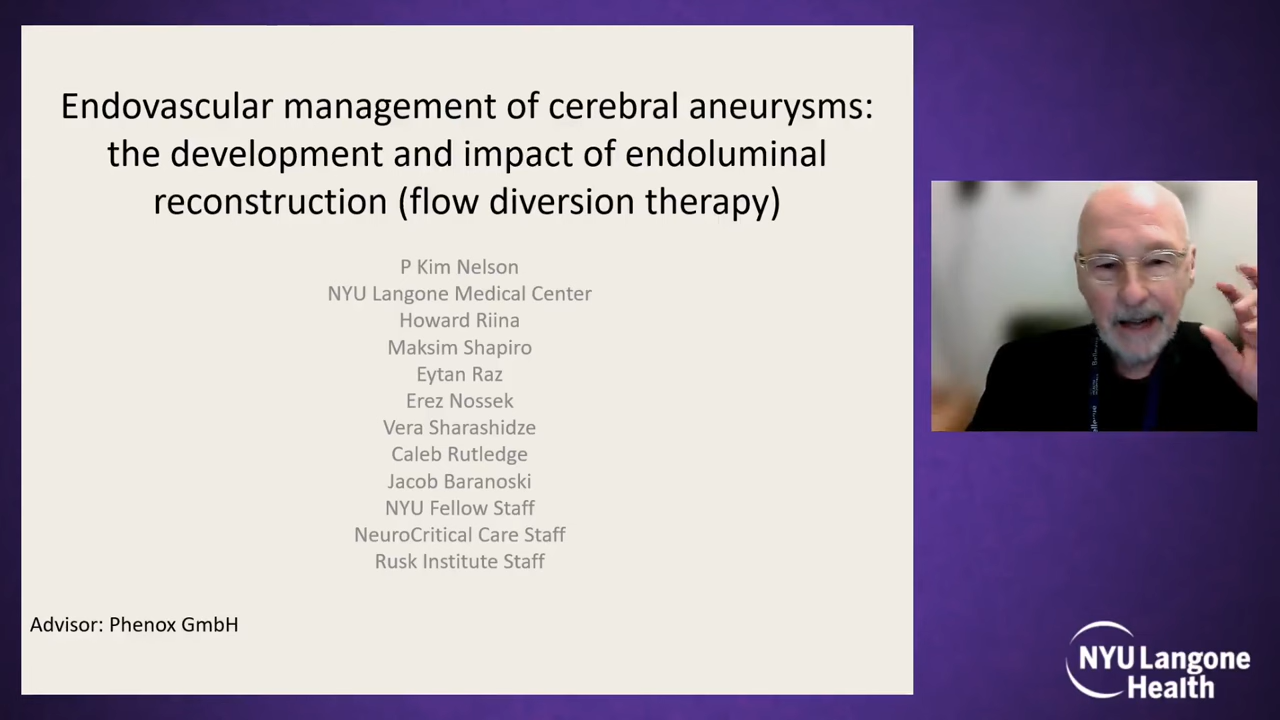 Endovascular management of cerebral aneurysms:
the development and impact of endoluminal
reconstruction (flow diversion therapy)
P Kim Nelson
NYU Langone Medical Center
Howard Riina
Maksim Shapiro
Eytan Raz
Erez Nossek
Vera Sharashidze
Caleb Rutledge
Jacob Baranoski
NYU Fellow Staff
NeuroCritical Care Staff
Rusk Institute Staff
Advisor: Phenox GmbH
NYU Langone
Health